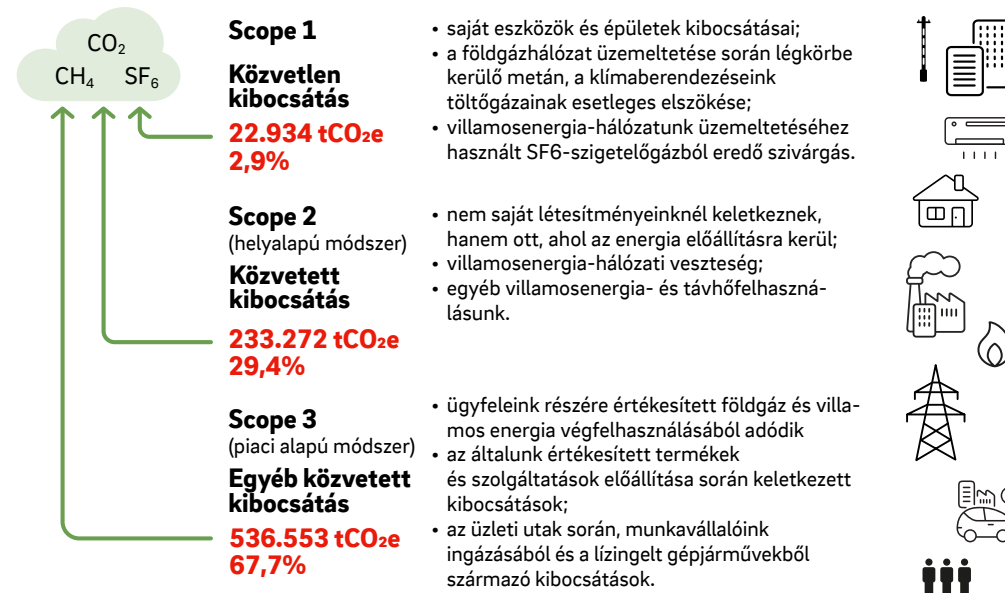 CO₂
CH₄ SF₆
Scope 1
Közvetlen
kibocsátás
22.934 tCO₂e
2,9%
• saját eszközök és épületek kibocsátásai;
• a földgázhálózat üzemeltetése során légkörbe
kerülő metán, a klímaberendezéseink
töltőgázainak esetleges elszökése;
• villamosenergia-hálózatunk üzemeltetéséhez
használt SF6-szigetelőgázból eredő szivárgás.
Scope 2
(helyalapú módszer)
Közvetett
kibocsátás
233.272 tCO₂e
29,4%
• nem saját létesítményeinknél keletkeznek,
hanem ott, ahol az energia előállításra kerül;
• villamosenergia-hálózati veszteség;
• egyéb villamosenergia- és távhőfelhaszná-
lásunk.
Scope 3
(piaci alapú módszer)
Egyéb közvetett
kibocsátás
536.553 tCO₂e
67,7%
• ügyfeleink részére értékesített földgáz és villa-
mos energia végfelhasználásából adódik
• az általunk értékesített termékek
és szolgáltatások előállítása során keletkezett
kibocsátások;
• az üzleti utak során, munkavállalóink
ingázásából és a lízingelt gépjárművekből
származó kibocsátások.